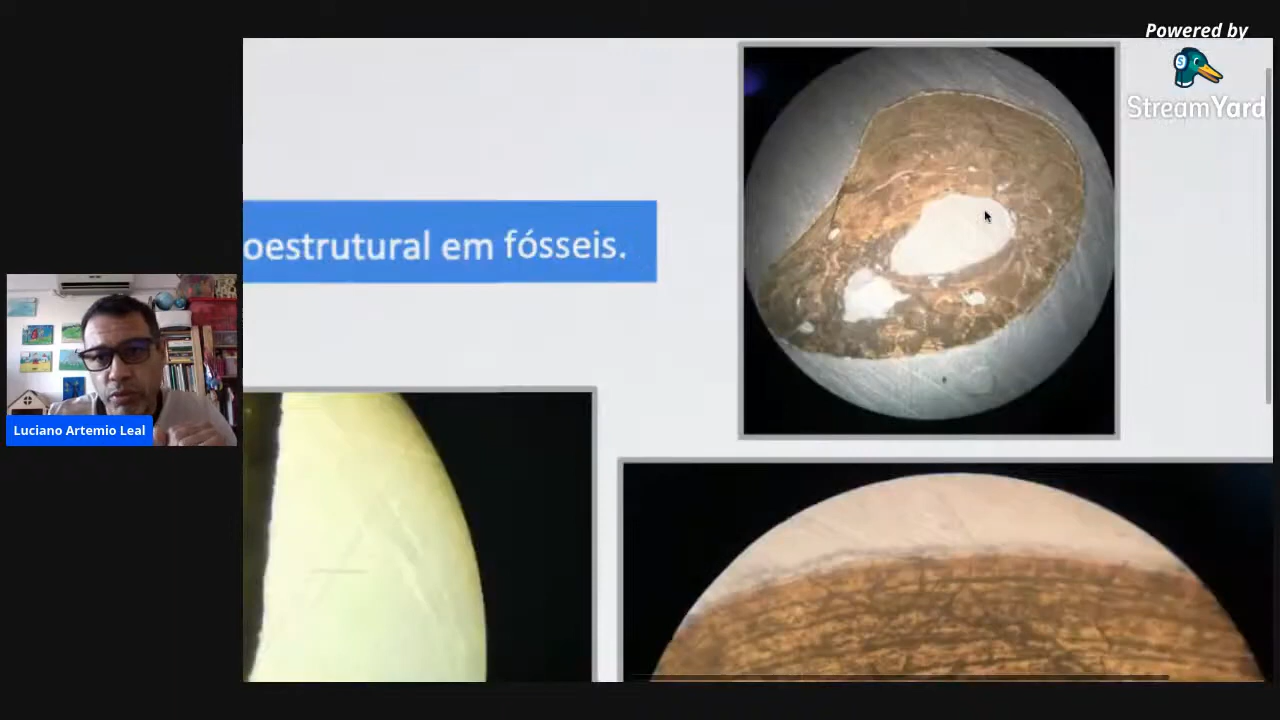 Powered by
StreamYard
oestrutural em fósseis.
Luciano Artemio Leal